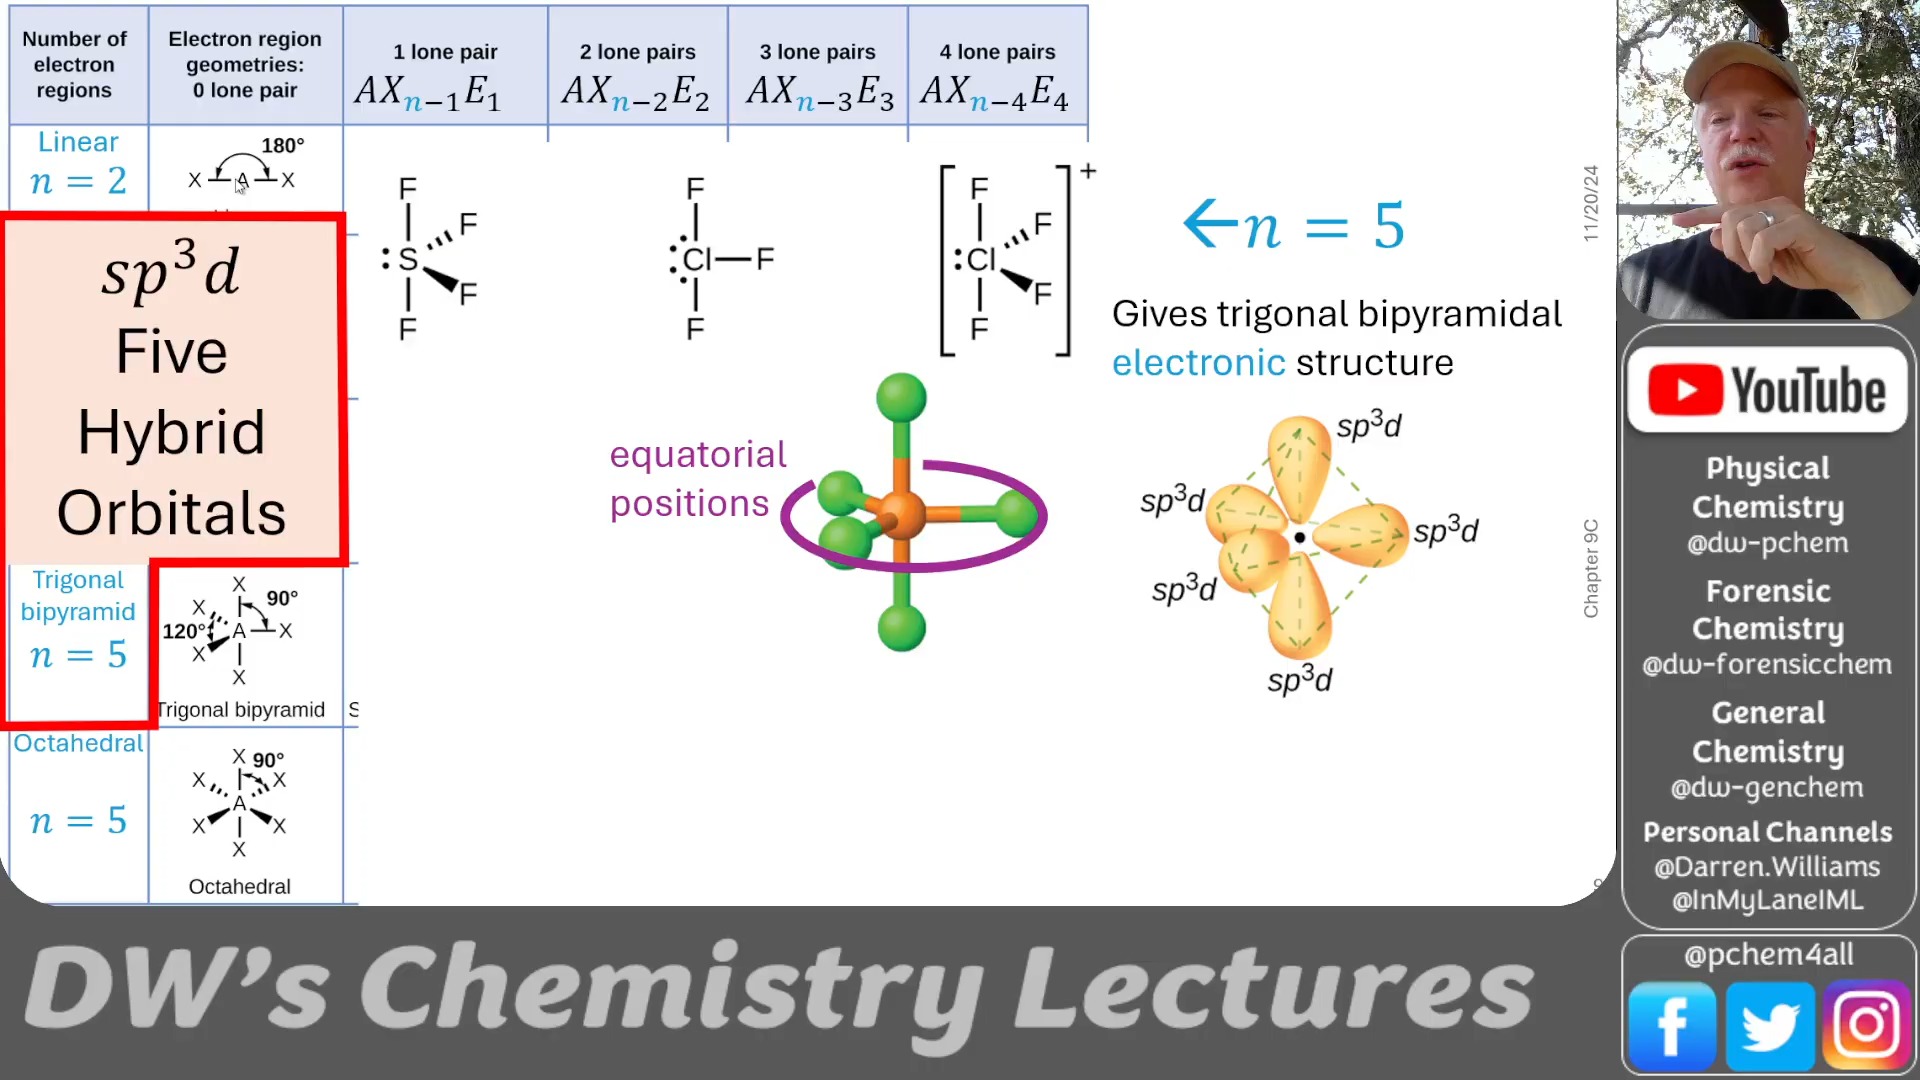 Number of
electron
regions
Electron region
geometries:
0 lone pair
1 lone pair
AXₙ₋₁E₁
2 lone pairs
AXₙ₋₂E₂
3 lone pairs
AXₙ₋₃E₃
4 lone pairs
AXₙ₋₄E₄
Linear
n = 2
180°
X A X
sp³d
Five
Hybrid
Orbitals
F
F
:S
F
F
F
:Cl:—F
F
[ ]⁺
F
F
:Cl
F
F
←n = 5
Gives trigonal bipyramidal
electronic structure
equatorial
positions
sp³d
sp³d
sp³d
sp³d
sp³d
Trigonal
bipyramid
n = 5
X
X 90°
120° A X
X
X
Trigonal bipyramid
S
Octahedral
n = 5
X 90°
X X
A
X X
X
Octahedral
11/20/24
Chapter 9C
YouTube
Physical
Chemistry
@dw-pchem
Forensic
Chemistry
@dw-forensicchem
General
Chemistry
@dw-genchem
Personal Channels
@Darren.Williams
@InMyLaneIML
@pchem4all
DW's Chemistry Lectures